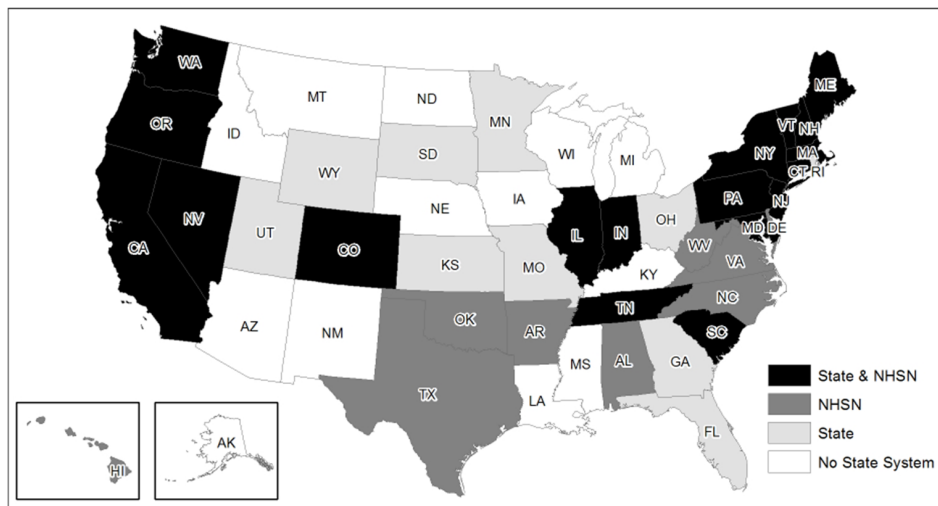 WA
ME
MT
ND
VT
NH
OR
MN
ID
NY
MA
WI
SD
MI
CT RI
WY
PA
NJ
IA
NE
OH
MD
DE
NV
IL
IN
UT
WV
CO
VA
CA
KS
MO
KY
NC
TN
OK
AZ
NM
AR
SC
MS
AL
GA
State & NHSN
TX
LA
NHSN
FL
State
AK
No State System
HI